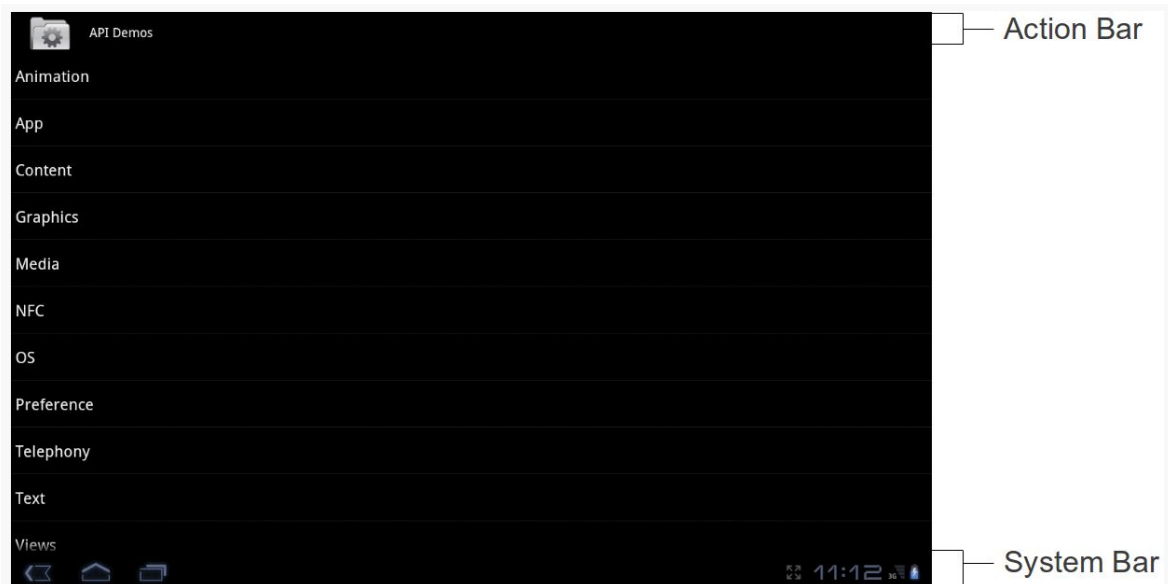 API Demos
Action Bar
Animation
App
Content
Graphics
Media
NFC
OS
Preference
Telephony
Text
Views
11:12 3G
System Bar